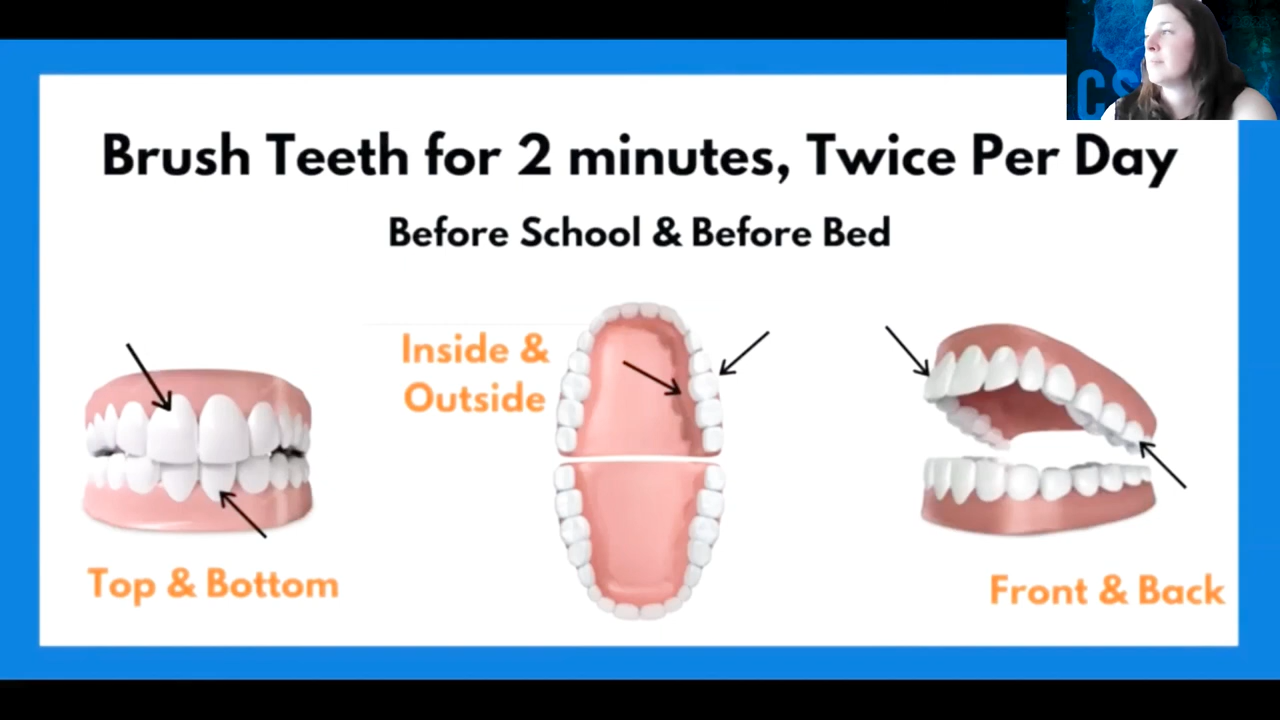 Brush Teeth for 2 minutes, Twice Per Day
Before School & Before Bed
Inside &
Outside
Top & Bottom
Front & Back